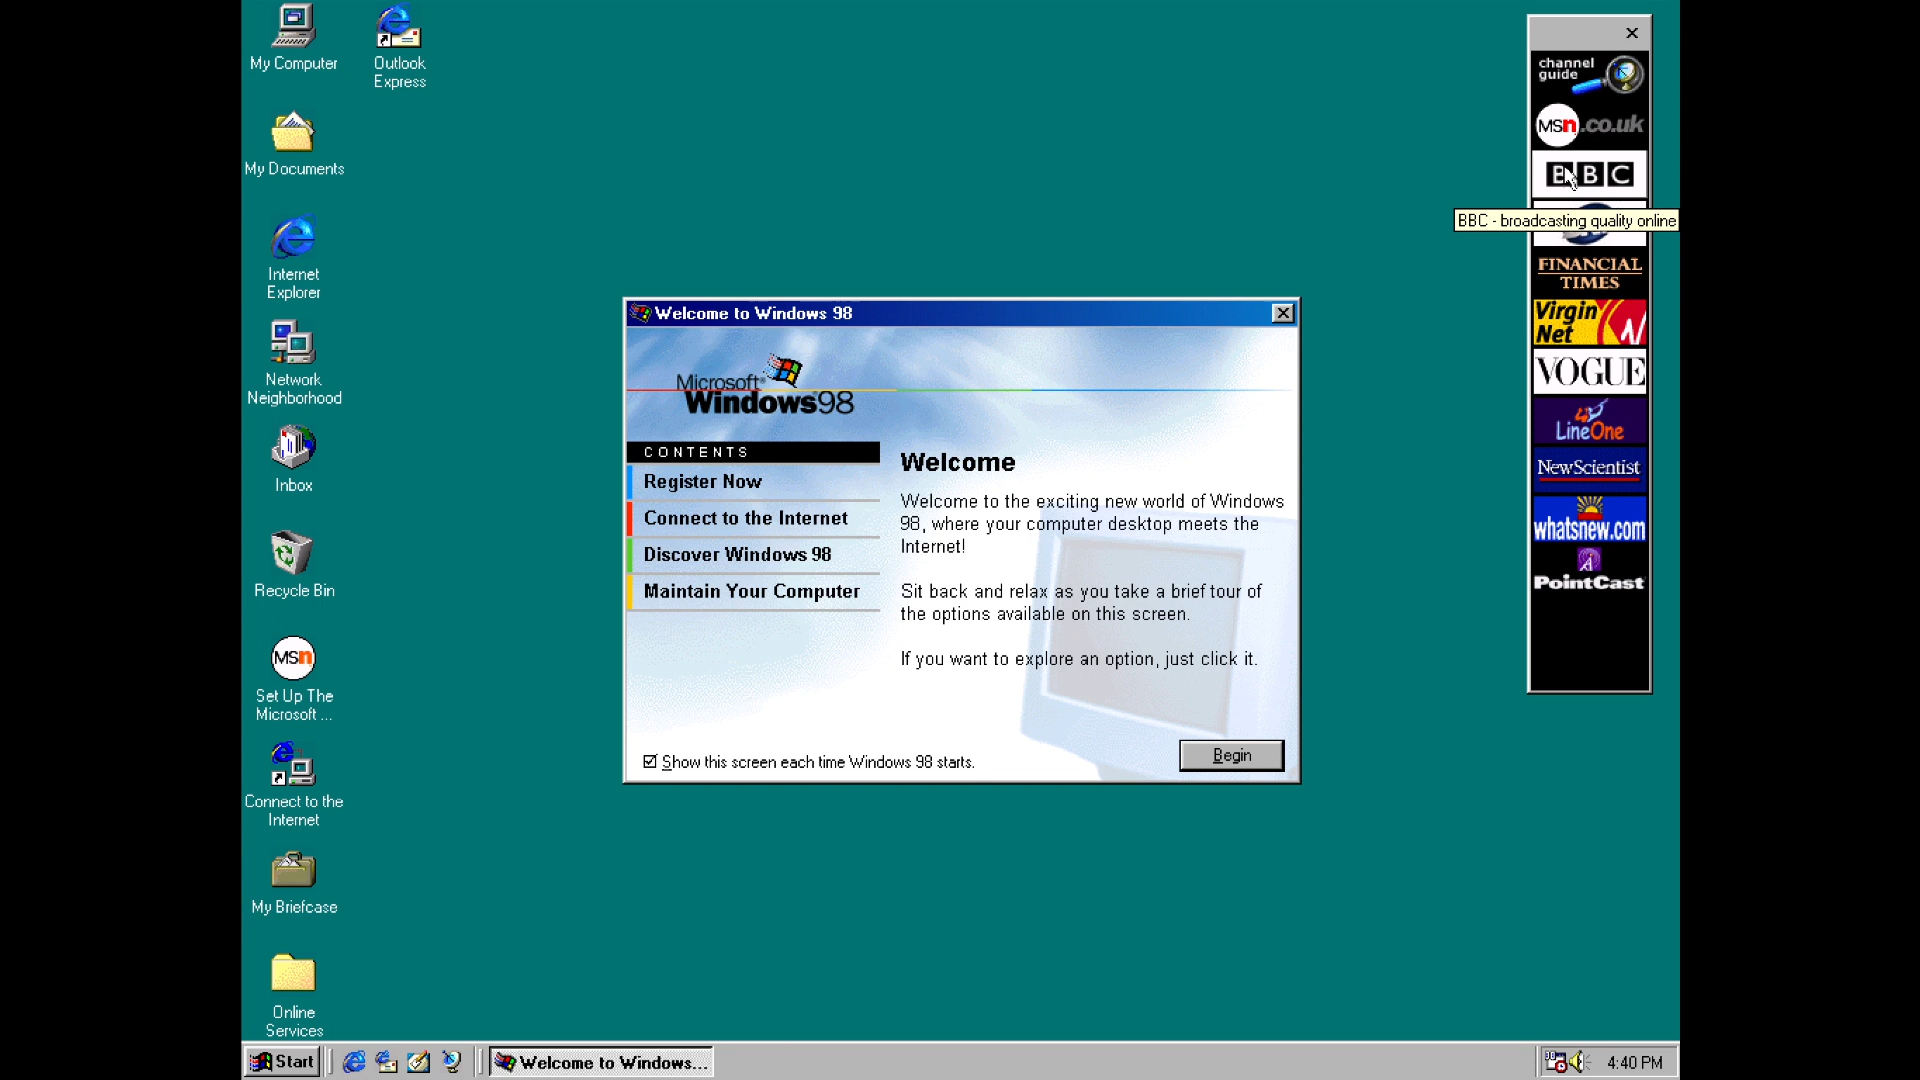 My Computer
Outlook
Express
My Documents
Internet
Explorer
Network
Neighborhood
Inbox
Recycle Bin
MSn
Set Up The
Microsoft ...
Connect to the
Internet
My Briefcase
Online
Services
Welcome to Windows 98
Microsoft®
Windows 98
CONTENTS
Register Now
Connect to the Internet
Discover Windows 98
Maintain Your Computer
Welcome
Welcome to the exciting new world of Windows
98, where your computer desktop meets the
Internet!
Sit back and relax as you take a brief tour of
the options available on this screen.
If you want to explore an option, just click it.
Show this screen each time Windows 98 starts.
Begin
channel
guide
MSn.co.uk
BBC
BBC - broadcasting quality online
FINANCIAL
TIMES
Virgin
Net
VOGUE
LineOne
NewScientist
whatsnew.com
PointCast
Start
Welcome to Windows...
4:40 PM